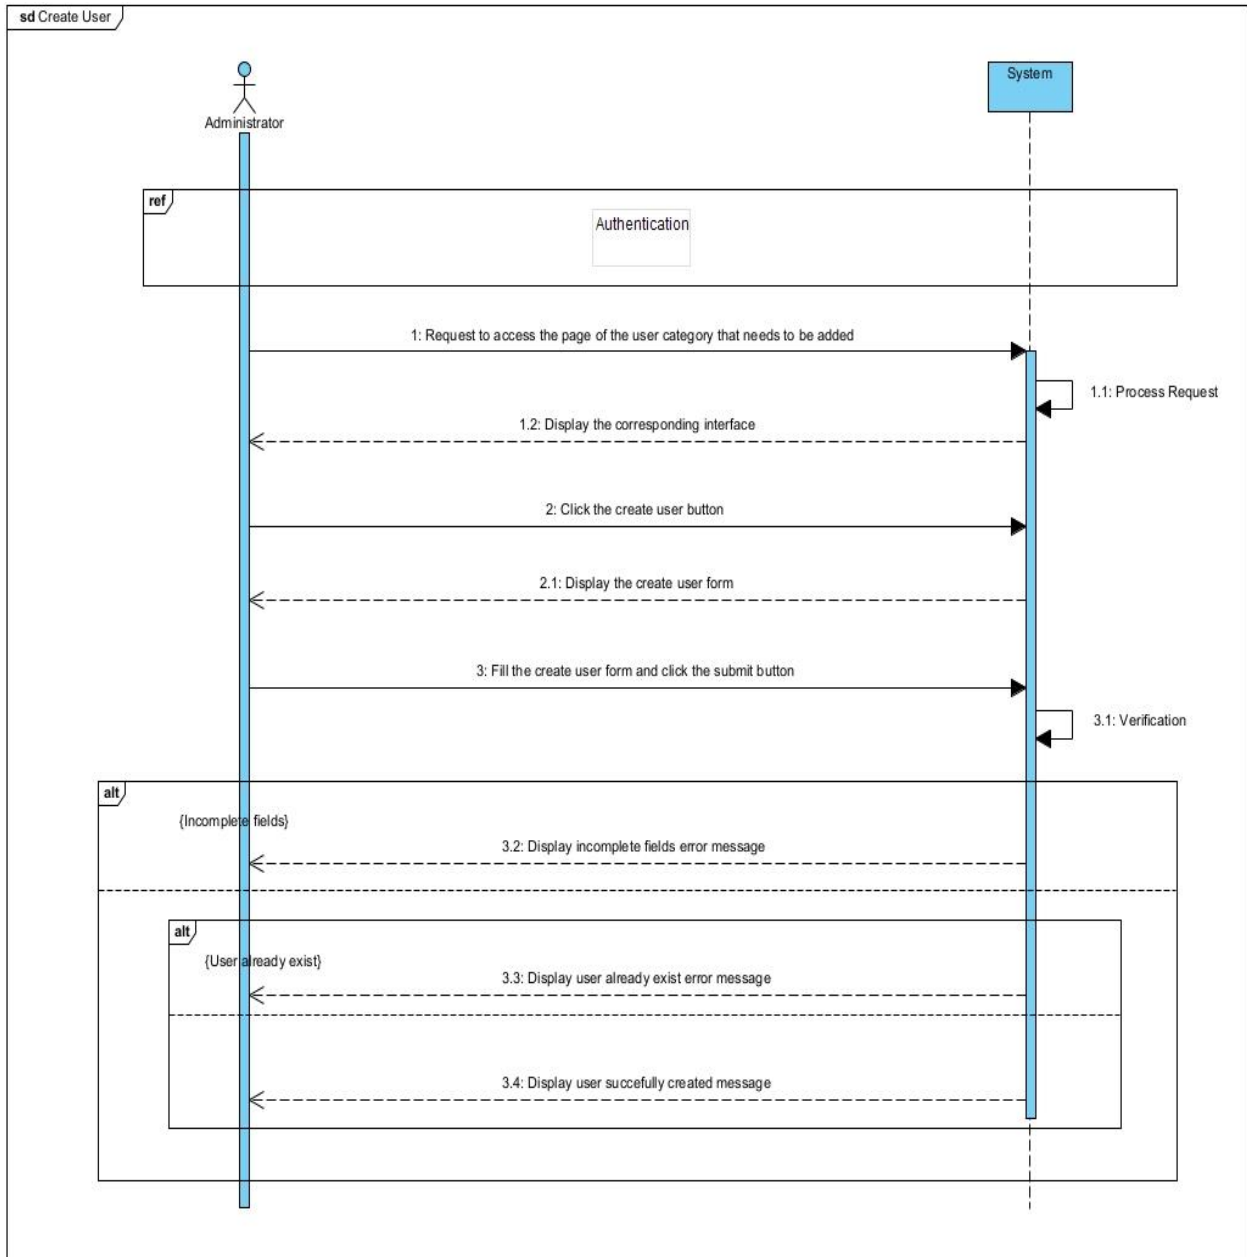 sd Create User
System
Administrator
ref
Authentication
1: Request to access the page of the user category that needs to be added
1.1: Process Request
1.2: Display the corresponding interface
2: Click the create user button
2.1: Display the create user form
3: Fill the create user form and click the submit button
3.1: Verification
alt
{Incomplete fields}
3.2: Display incomplete fields error message
alt
{User already exist}
3.3: Display user already exist error message
3.4: Display user succefully created message